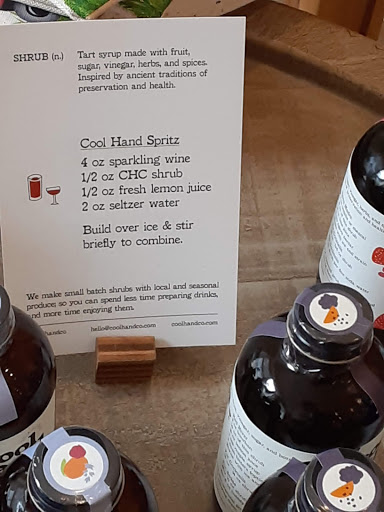 SHRUB (n.) Tart syrup made with fruit,
sugar, vinegar, herbs, and spices.
Inspired by ancient traditions of
preservation and health.
Cool Hand Spritz
4 oz sparkling wine
1/2 oz CHC shrub
1/2 oz fresh lemon juice
2 oz seltzer water
Build over ice & stir
briefly to combine.
We make small batch shrubs with local and seasonal
produce so you can spend less time preparing drinks,
and more time enjoying them.
hello@coolhandco.com coolhandco.com